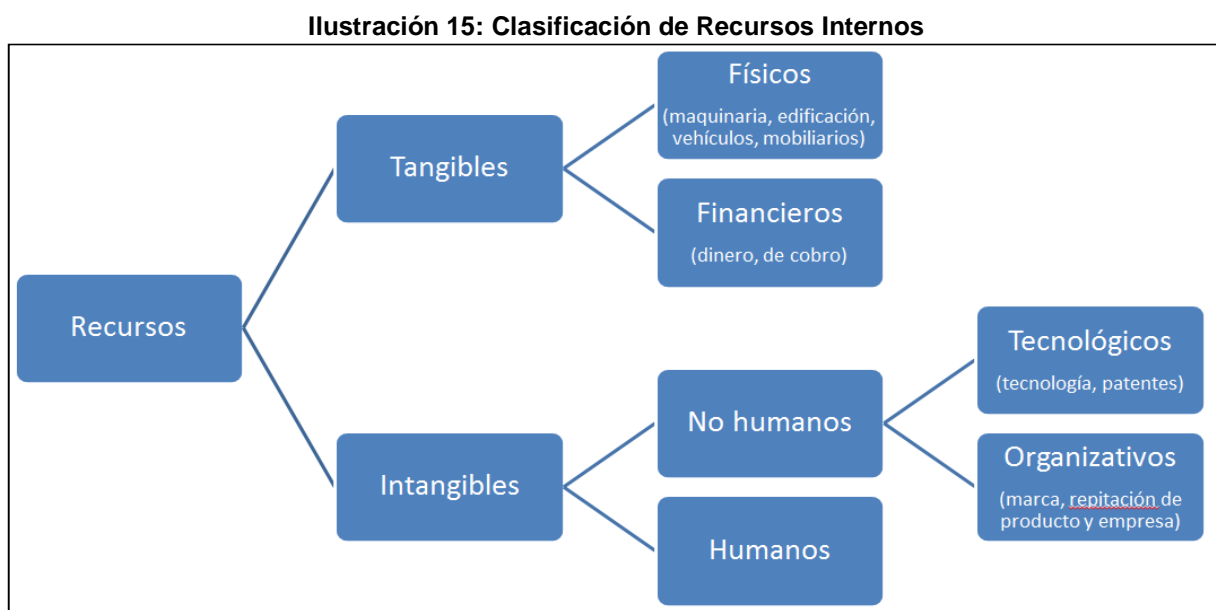 Ilustración 15: Clasificación de Recursos Internos
Físicos
(maquinaria, edificación,
vehículos, mobiliarios)
Tangibles
Financieros
(dinero, de cobro)
Recursos
Tecnológicos
(tecnología, patentes)
No humanos
Organizativos
(marca, repitación de
producto y empresa)
Intangibles
Humanos